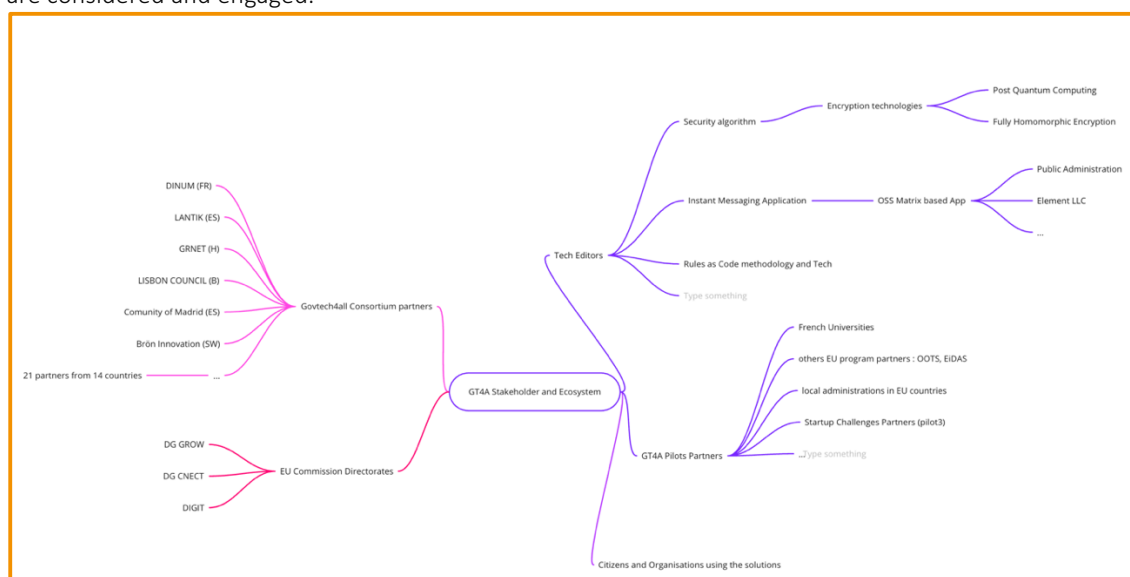 are considered and engaged.
Post Quantum Computing
Encryption technologies
Security algorithm
Fully Homomorphic Encryption
Public Administration
DINUM (FR)
Instant Messaging Application
OSS Matrix based App
Element LLC
LANTIK (ES)
...
GRNET (H)
Tech Editors
Rules as Code methodology and Tech
LISBON COUNCIL (B)
Type something
Govtech4all Consortium partners
Comunity of Madrid (ES)
French Universities
Brön Innovation (SW)
others EU program partners : OOTS, EiDAS
21 partners from 14 countries
...
GT4A Stakeholder and Ecosystem
local administrations in EU countries
Startup Challenges Partners (pilot3)
DG GROW
GT4A Pilots Partners
...Type something
EU Commission Directorates
DG CNECT
DIGIT
Citizens and Organisations using the solutions